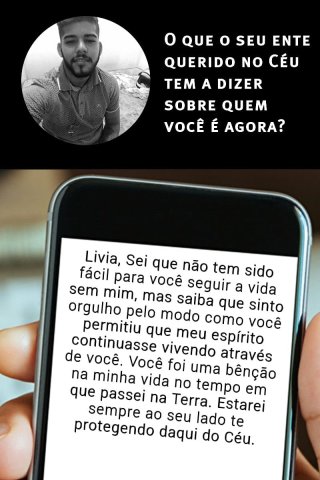 O que o seu ente
querido no Céu
tem a dizer
sobre quem
você é agora?
Livia, Sei que não tem sido
fácil para você seguir a vida
sem mim, mas saiba que sinto
orgulho pelo modo como você
permitiu que meu espírito
continuasse vivendo através
de você. Você foi uma bênção
na minha vida no tempo em
que passei na Terra. Estarei
sempre ao seu lado te
protegendo daqui do Céu.